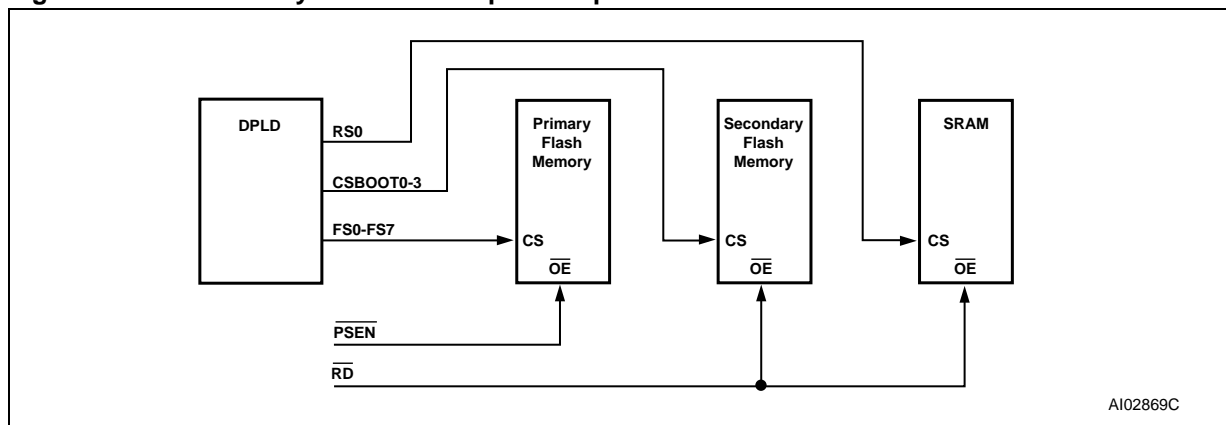 DPLD
RS0
CSBOOT0-3
FS0-FS7
Primary
Flash
Memory
CS
OE
Secondary
Flash
Memory
CS
OE
SRAM
CS
OE
PSEN
RD
AI02869C